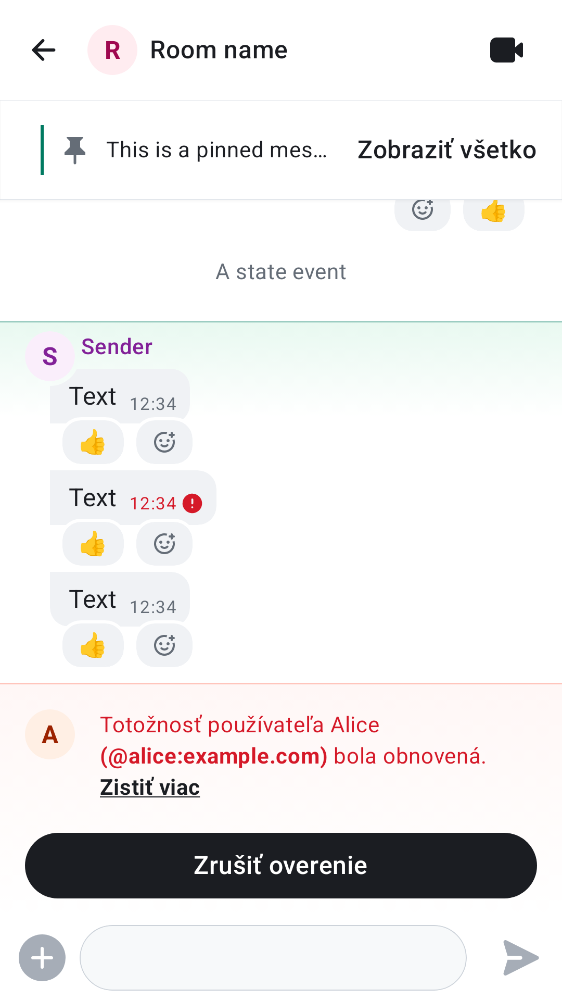 R Room name
This is a pinned mes… Zobraziť všetko
A state event
S Sender
Text 12:34
Text 12:34
Text 12:34
A Totožnosť používateľa Alice
(@alice:example.com) bola obnovená.
Zistiť viac
Zrušiť overenie